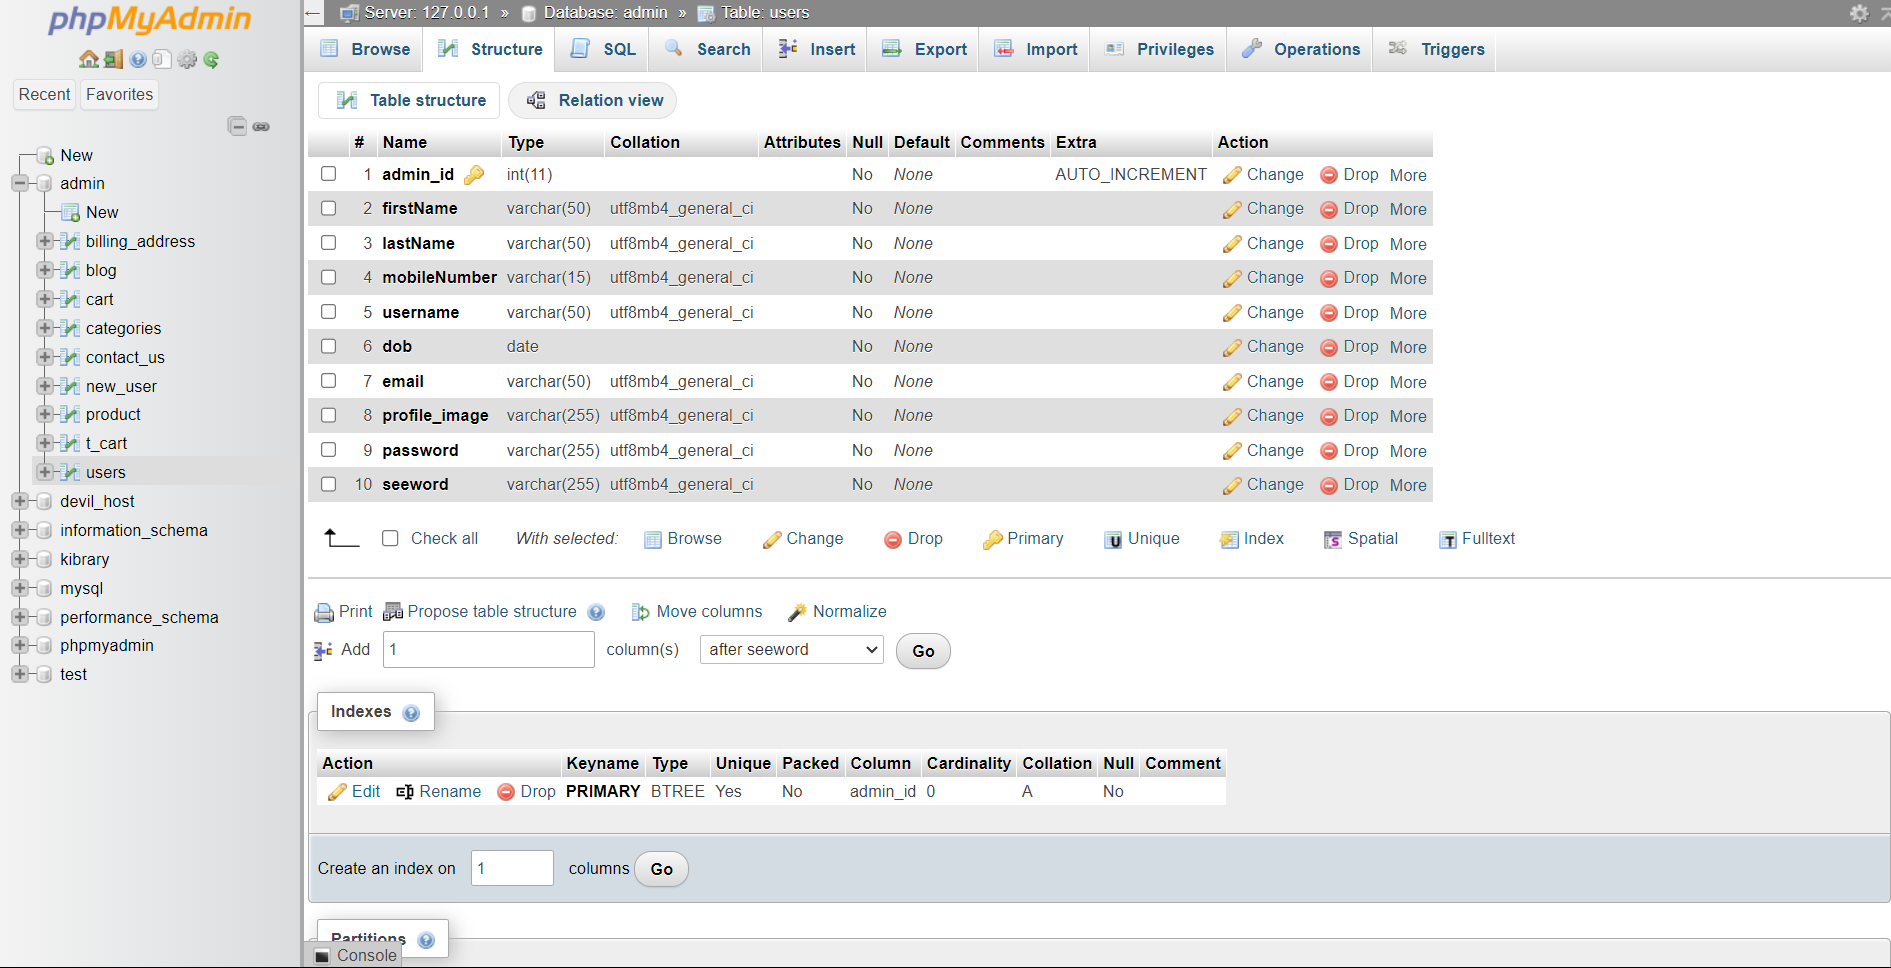 phpMyAdmin
Recent Favorites
New
admin
New
billing_address
blog
cart
categories
contact_us
new_user
product
t_cart
users
devil_host
information_schema
kibrary
mysql
performance_schema
phpmyadmin
test
Server: 127.0.0.1 » Database: admin » Table: users
Browse Structure SQL Search Insert Export Import Privileges Operations Triggers
Table structure Relation view
# Name Type Collation Attributes Null Default Comments Extra Action
1 admin_id int(11) No None AUTO_INCREMENT Change Drop More
2 firstName varchar(50) utf8mb4_general_ci No None Change Drop More
3 lastName varchar(50) utf8mb4_general_ci No None Change Drop More
4 mobileNumber varchar(15) utf8mb4_general_ci No None Change Drop More
5 username varchar(50) utf8mb4_general_ci No None Change Drop More
6 dob date No None Change Drop More
7 email varchar(50) utf8mb4_general_ci No None Change Drop More
8 profile_image varchar(255) utf8mb4_general_ci No None Change Drop More
9 password varchar(255) utf8mb4_general_ci No None Change Drop More
10 seeword varchar(255) utf8mb4_general_ci No None Change Drop More
Check all With selected: Browse Change Drop Primary Unique Index Spatial Fulltext
Print Propose table structure Move columns Normalize
Add 1 column(s) after seeword Go
Indexes
Action Keyname Type Unique Packed Column Cardinality Collation Null Comment
Edit Rename Drop PRIMARY BTREE Yes No admin_id 0 A No
Create an index on 1 columns Go
Partitions
Console